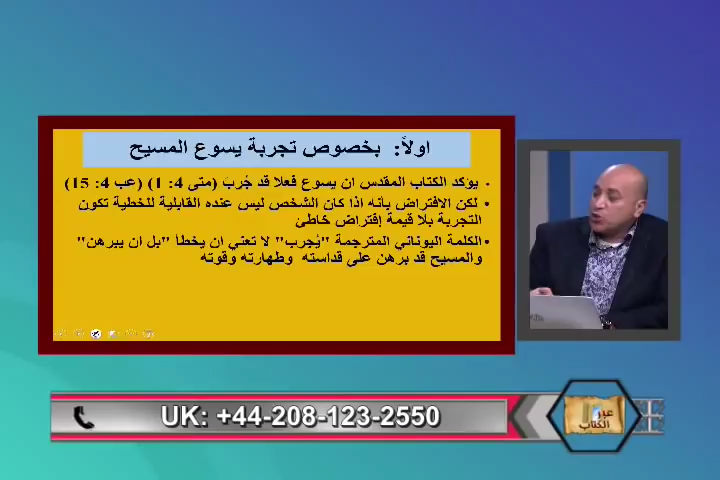 اولاً: بخصوص تجربة يسوع المسيح
• يؤكد الكتاب المقدس ان يسوع فعلا قد جُربَ (متى 4: 1) (عب 4: 15)
• لكن الافتراض بأنه اذا كان الشخص ليس عنده القابلية للخطية تكون
التجربة بلا قيمة إفتراض خاطئ
• الكلمة اليوناني المترجمة "يُجرب" لا تعني ان يخطأ "بل ان يبرهن"
والمسيح قد برهن علي قداسته وطهارته وقوته
UK: +44-208-123-2550
عبر
الكتاب